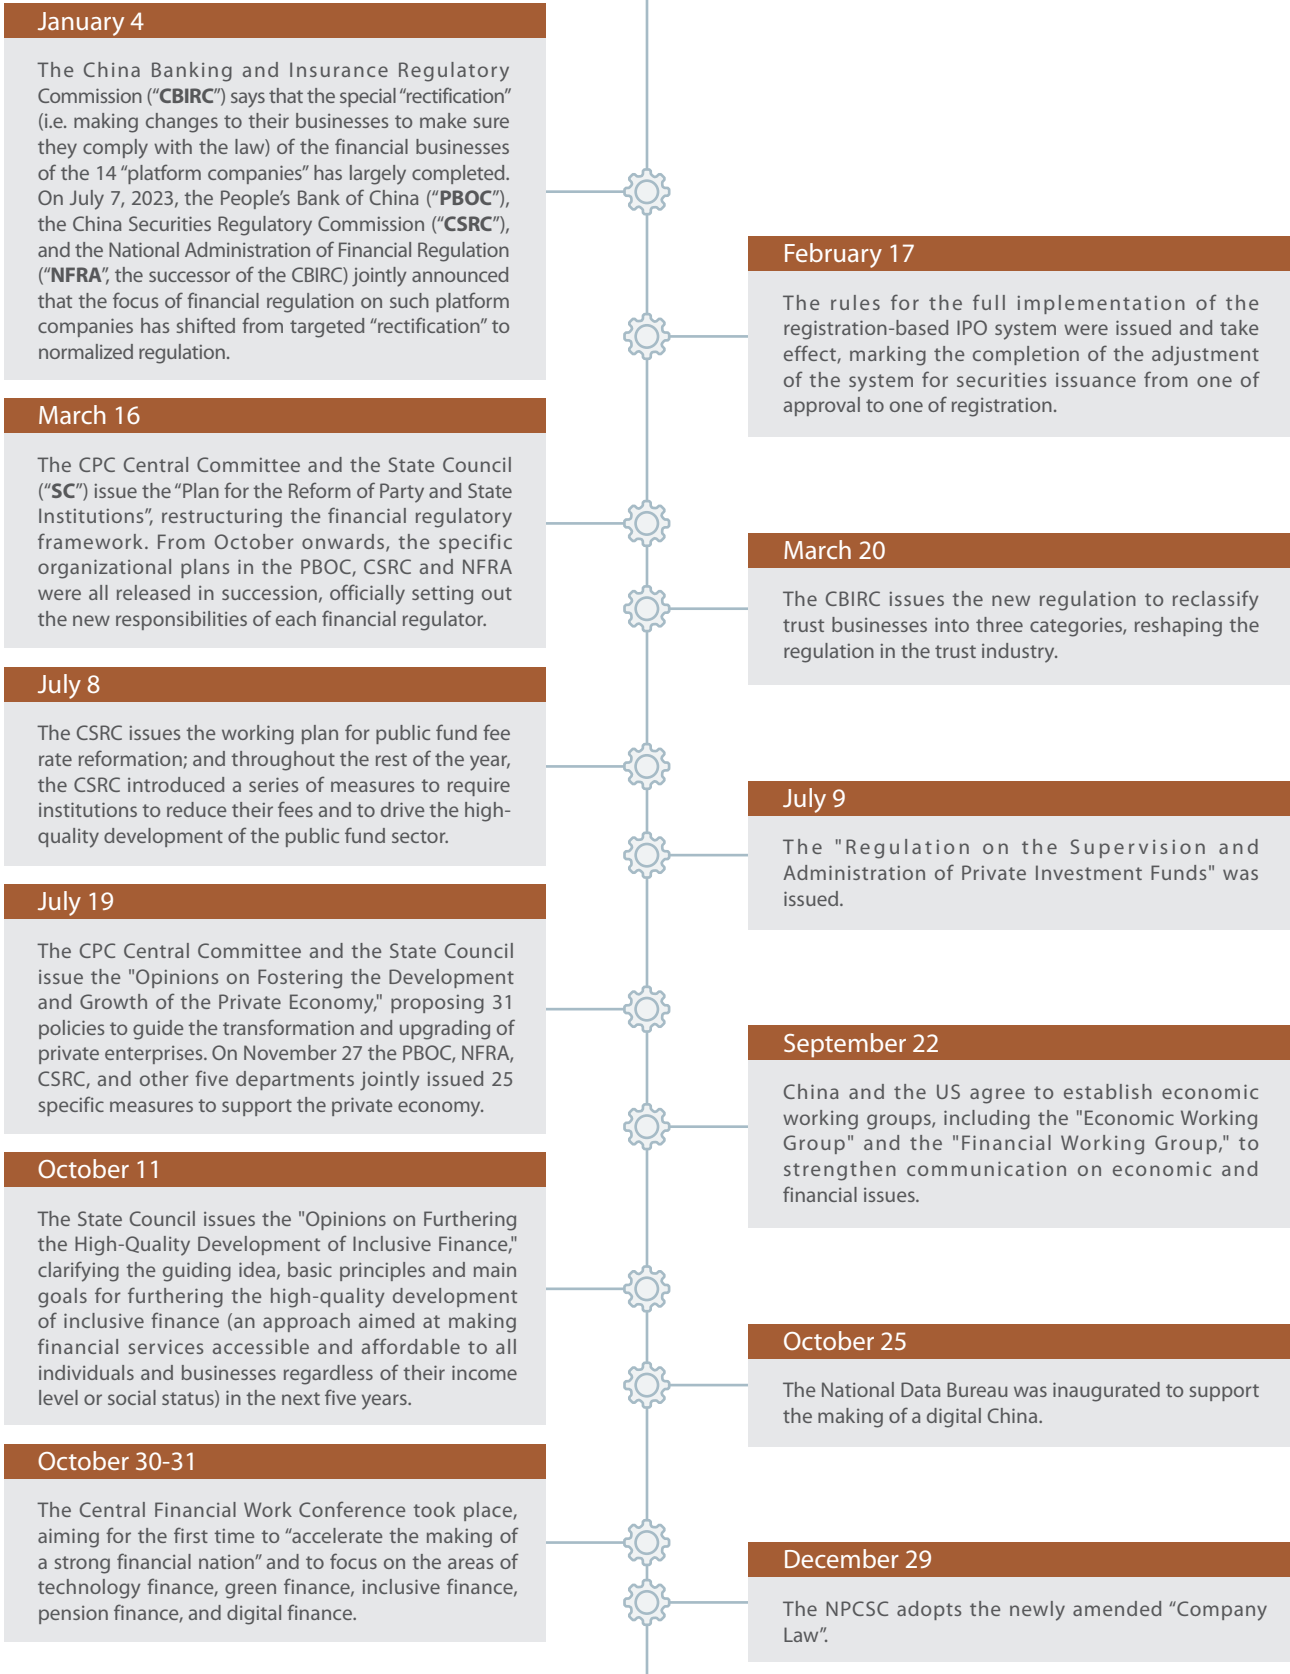 January 4
The China Banking and Insurance Regulatory
Commission (“CBIRC”) says that the special “rectification”
(i.e. making changes to their businesses to make sure
they comply with the law) of the financial businesses
of the 14 “platform companies” has largely completed.
On July 7, 2023, the People’s Bank of China (“PBOC”),
the China Securities Regulatory Commission (“CSRC”),
and the National Administration of Financial Regulation
(“NFRA”, the successor of the CBIRC) jointly announced
that the focus of financial regulation on such platform
companies has shifted from targeted “rectification” to
normalized regulation.
February 17
The rules for the full implementation of the
registration-based IPO system were issued and take
effect, marking the completion of the adjustment
of the system for securities issuance from one of
approval to one of registration.
March 16
The CPC Central Committee and the State Council
(“SC”) issue the “Plan for the Reform of Party and State
Institutions”, restructuring the financial regulatory
framework. From October onwards, the specific
organizational plans in the PBOC, CSRC and NFRA
were all released in succession, officially setting out
the new responsibilities of each financial regulator.
March 20
The CBIRC issues the new regulation to reclassify
trust businesses into three categories, reshaping the
regulation in the trust industry.
July 8
The CSRC issues the working plan for public fund fee
rate reformation; and throughout the rest of the year,
the CSRC introduced a series of measures to require
institutions to reduce their fees and to drive the high-
quality development of the public fund sector.
July 9
The "Regulation on the Supervision and
Administration of Private Investment Funds" was
issued.
July 19
The CPC Central Committee and the State Council
issue the "Opinions on Fostering the Development
and Growth of the Private Economy," proposing 31
policies to guide the transformation and upgrading of
private enterprises. On November 27 the PBOC, NFRA,
CSRC, and other five departments jointly issued 25
specific measures to support the private economy.
September 22
China and the US agree to establish economic
working groups, including the "Economic Working
Group" and the "Financial Working Group," to
strengthen communication on economic and
financial issues.
October 11
The State Council issues the "Opinions on Furthering
the High-Quality Development of Inclusive Finance,"
clarifying the guiding idea, basic principles and main
goals for furthering the high-quality development
of inclusive finance (an approach aimed at making
financial services accessible and affordable to all
individuals and businesses regardless of their income
level or social status) in the next five years.
October 25
The National Data Bureau was inaugurated to support
the making of a digital China.
October 30-31
The Central Financial Work Conference took place,
aiming for the first time to “accelerate the making of
a strong financial nation” and to focus on the areas of
technology finance, green finance, inclusive finance,
pension finance, and digital finance.
December 29
The NPCSC adopts the newly amended “Company
Law”.